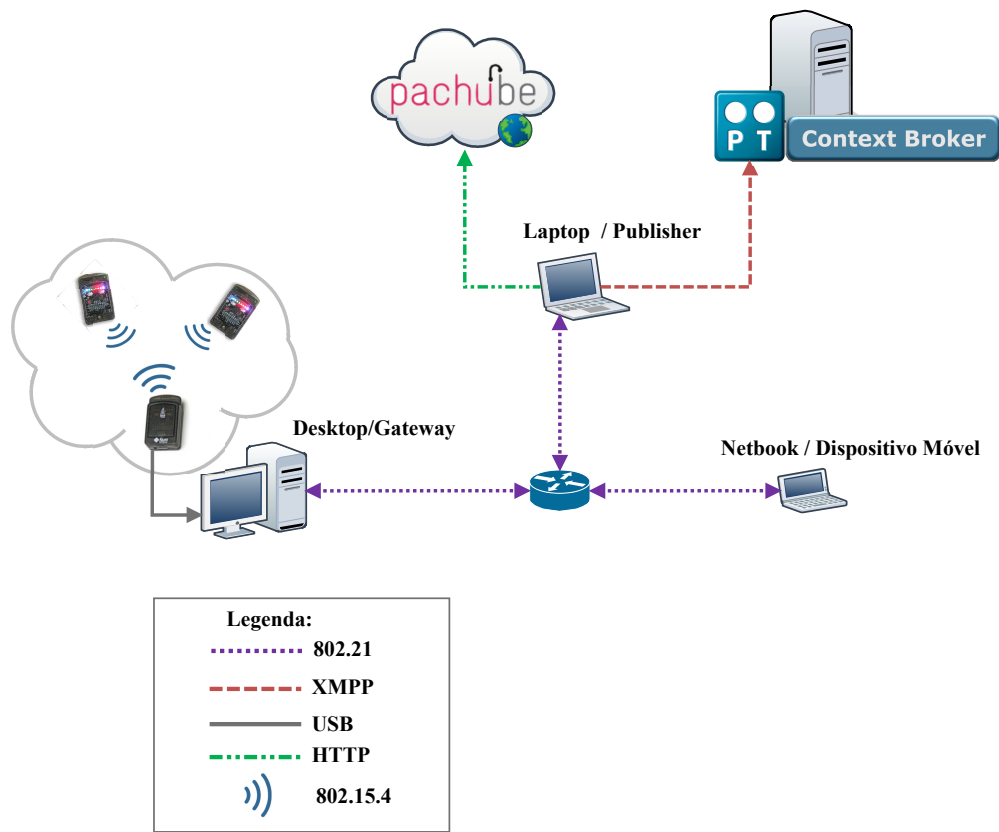 pachube
P T
Context Broker
Laptop / Publisher
Desktop/Gateway
Netbook / Dispositivo Móvel
Legenda:
802.21
XMPP
USB
HTTP
802.15.4